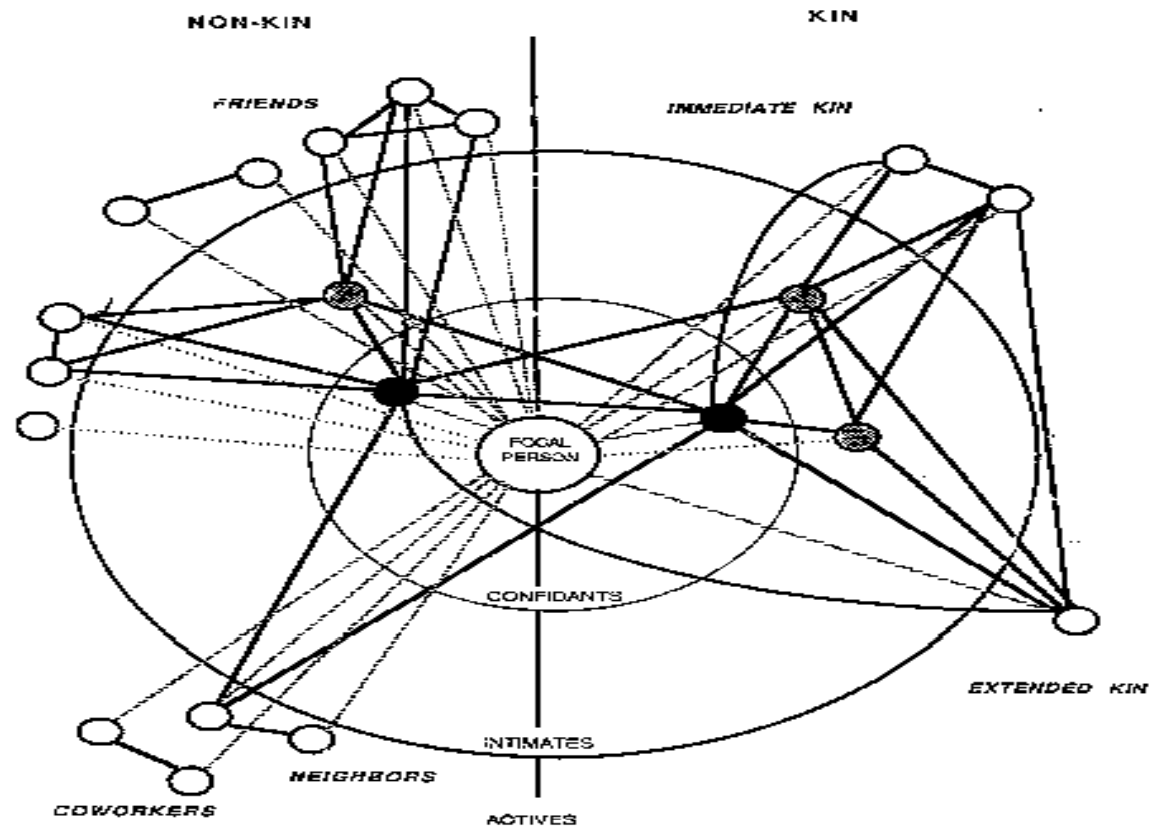 NON-KIN
KIN
FRIENDS
IMMEDIATE KIN
FOCAL
PERSON
CONFIDANTS
EXTENDED KIN
INTIMATES
NEIGHBORS
COWORKERS
ACTIVES